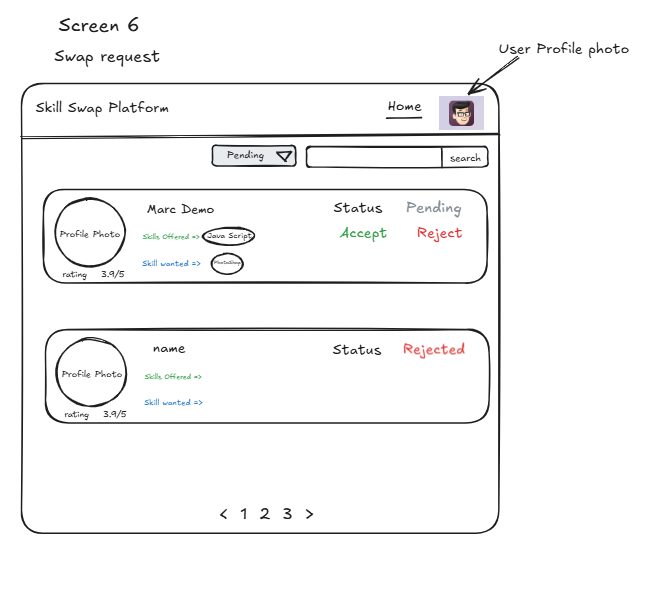 Screen 6
Swap request
User Profile photo
Skill Swap Platform
Home
Pending
search
Marc Demo
Status Pending
Profile Photo
Skills Offered => Java Script
Accept Reject
Skill wanted => PhotoShop
rating 3.9/5
name
Status Rejected
Profile Photo
Skills Offered =>
Skill wanted =>
rating 3.9/5
< 1 2 3 >